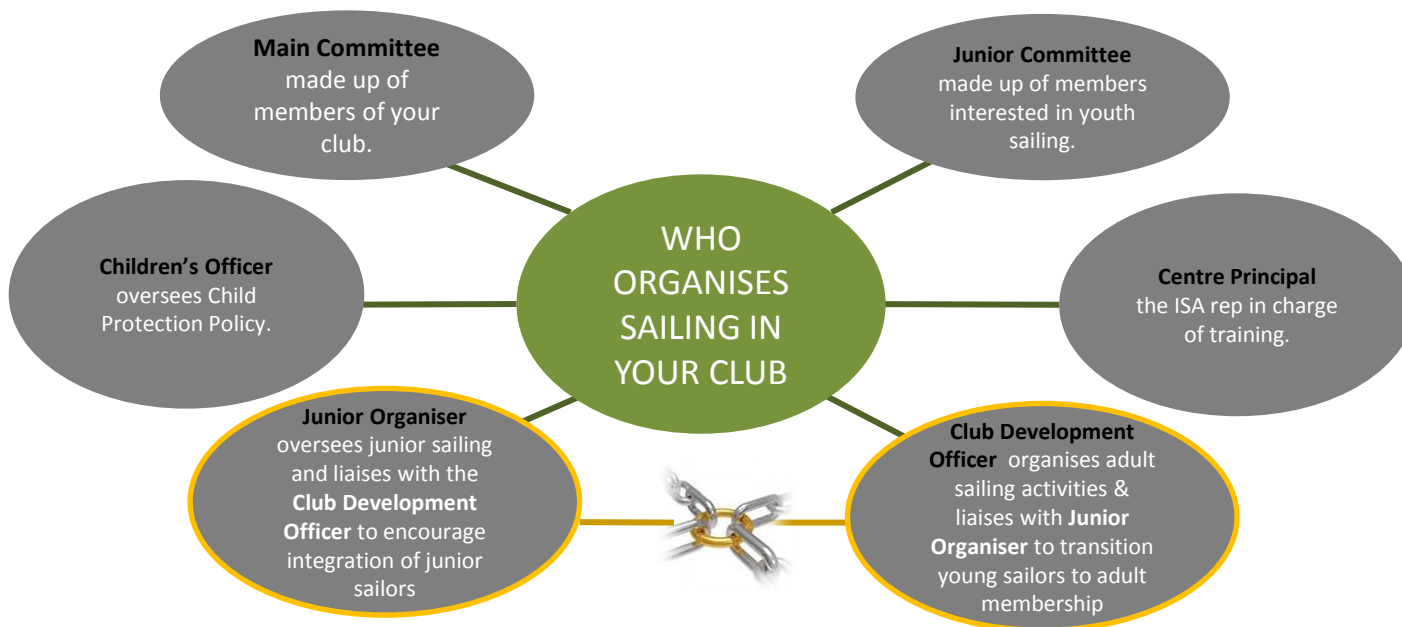 Main Committee
made up of
members of your
club.
Junior Committee
made up of members
interested in youth
sailing.
WHO
ORGANISES
SAILING IN
YOUR CLUB
Children’s Officer
oversees Child
Protection Policy.
Centre Principal
the ISA rep in charge
of training.
Junior Organiser
oversees junior sailing
and liaises with the
Club Development
Officer to encourage
integration of junior
sailors
Club Development
Officer organises adult
sailing activities &
liaises with Junior
Organiser to transition
young sailors to adult
membership